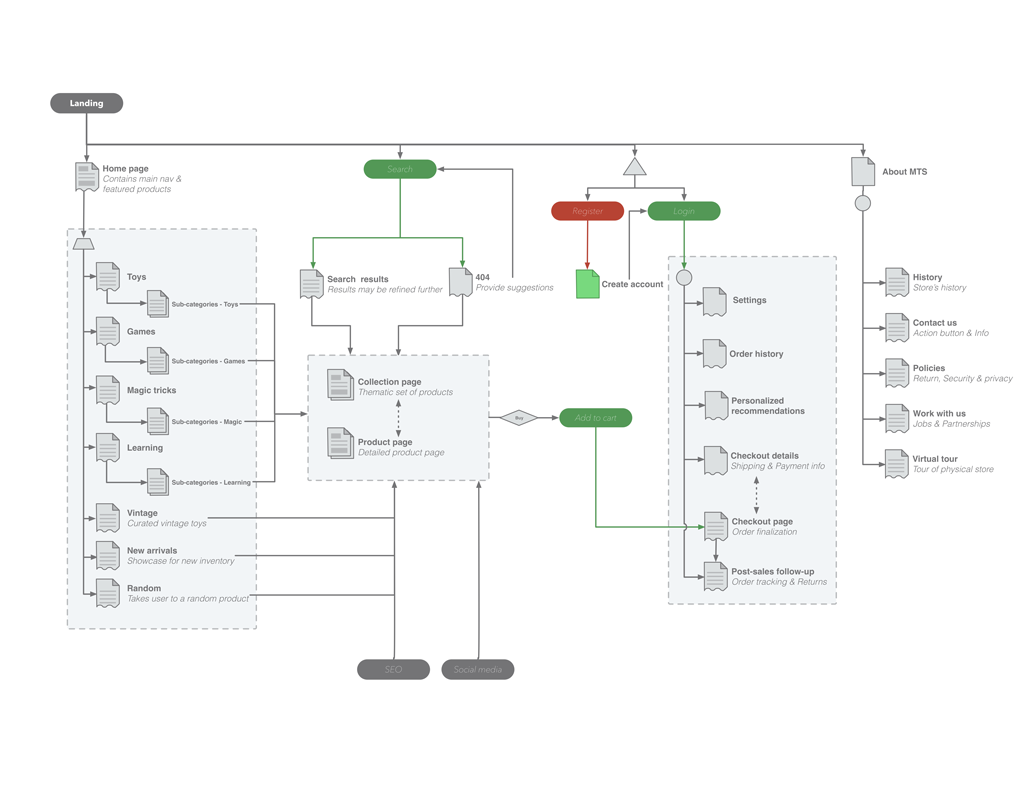 Landing
Home page
Contains main nav &
featured products
Search
Register
Login
About MTS
Toys
Sub-categories - Toys
Games
Sub-categories - Games
Magic tricks
Sub-categories - Magic
Learning
Sub-categories - Learning
Vintage
Curated vintage toys
New arrivals
Showcase for new inventory
Random
Takes user to a random product
Search results
Results may be refined further
404
Provide suggestions
Collection page
Thematic set of products
Product page
Detailed product page
Buy
Add to cart
SEO
Social media
Create account
Settings
Order history
Personalized
recommendations
Checkout details
Shipping & Payment info
Checkout page
Order finalization
Post-sales follow-up
Order tracking & Returns
History
Store's history
Contact us
Action button & Info
Policies
Return, Security & privacy
Work with us
Jobs & Partnerships
Virtual tour
Tour of physical store